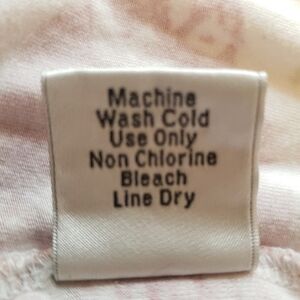 Machine
Wash Cold
Use Only
Non Chlorine
Bleach
Line Dry